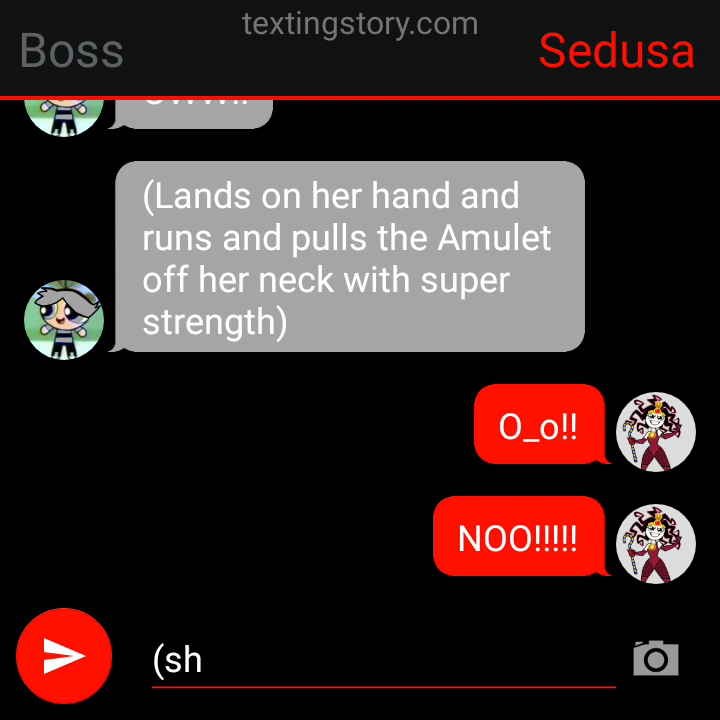 textingstory.com
Boss
Sedusa
(Lands on her hand and
runs and pulls the Amulet
off her neck with super
strength)
O_o!!
NOO!!!!!
(sh